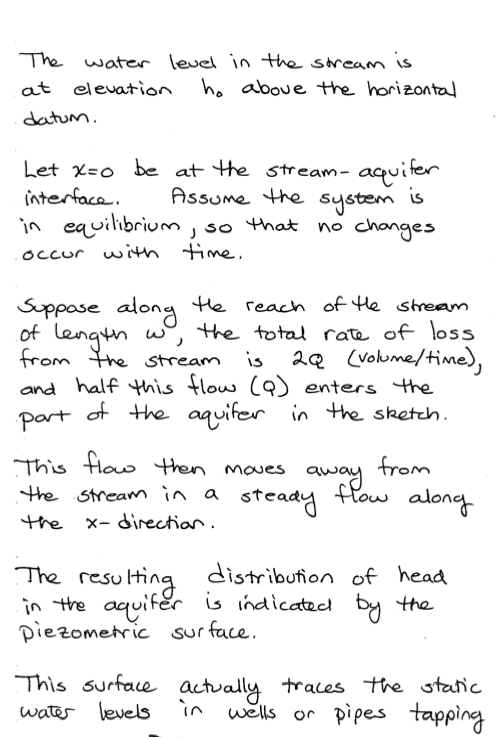 The water level in the stream is
at elevation h₀ above the horizontal
datum.
Let x=0 be at the stream-aquifer
interface. Assume the system is
in equilibrium, so that no changes
occur with time.
Suppose along the reach of the stream
of length w, the total rate of loss
from the stream is 2Q (volume/time),
and half this flow (Q) enters the
part of the aquifer in the sketch.
This flow then moves away from
the stream in a steady flow along
the x-direction.
The resulting distribution of head
in the aquifer is indicated by the
piezometric surface.
This surface actually traces the static
water levels in wells or pipes tapping